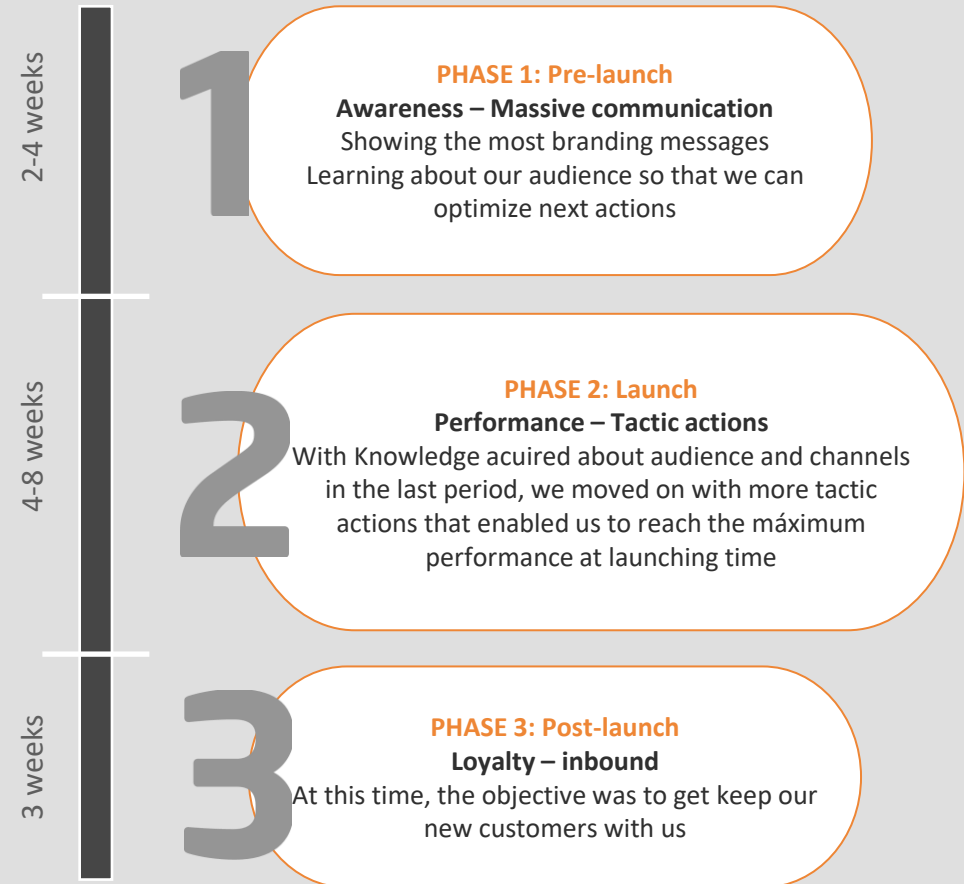 2-4 weeks
1
PHASE 1: Pre-launch
Awareness – Massive communication
Showing the most branding messages
Learning about our audience so that we can
optimize next actions
4-8 weeks
2
PHASE 2: Launch
Performance – Tactic actions
With Knowledge acuired about audience and channels
in the last period, we moved on with more tactic
actions that enabled us to reach the máximum
performance at launching time
3 weeks
3
PHASE 3: Post-launch
Loyalty – inbound
At this time, the objective was to get keep our
new customers with us